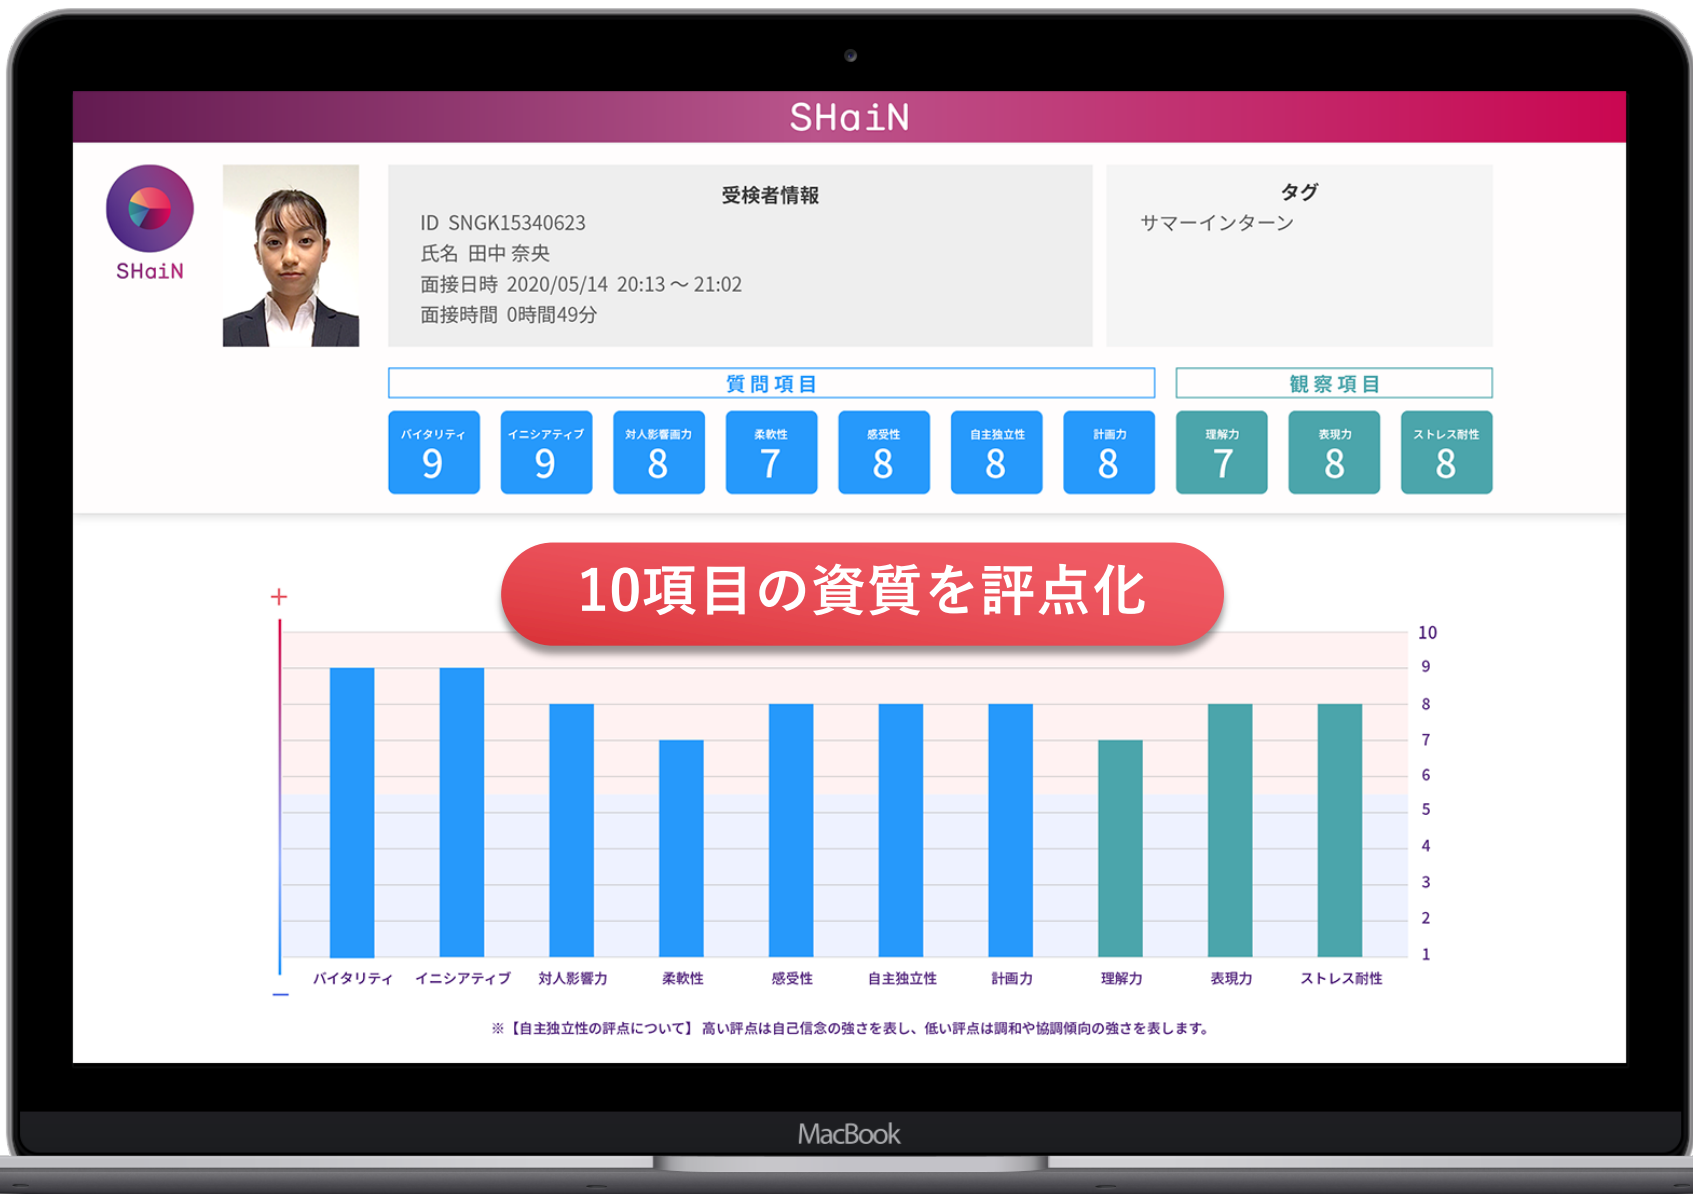 SHaiN
SHaiN
受検者情報
ID SNGK15340623
氏名 田中 奈央
面接日時 2020/05/14 20:13 ～ 21:02
面接時間 0時間49分
タグ
サマーインターン
質問項目
観察項目
バイタリティ
9
イニシアティブ
9
対人影響画力
8
柔軟性
7
感受性
8
自主独立性
8
計画力
8
理解力
7
表現力
8
ストレス耐性
8
10項目の資質を評点化
+
10
9
8
7
6
5
4
3
2
1
−
バイタリティ
イニシアティブ
対人影響力
柔軟性
感受性
自主独立性
計画力
理解力
表現力
ストレス耐性
※【自主独立性の評点について】 高い評点は自己信念の強さを表し、低い評点は調和や協調傾向の強さを表します。
MacBook